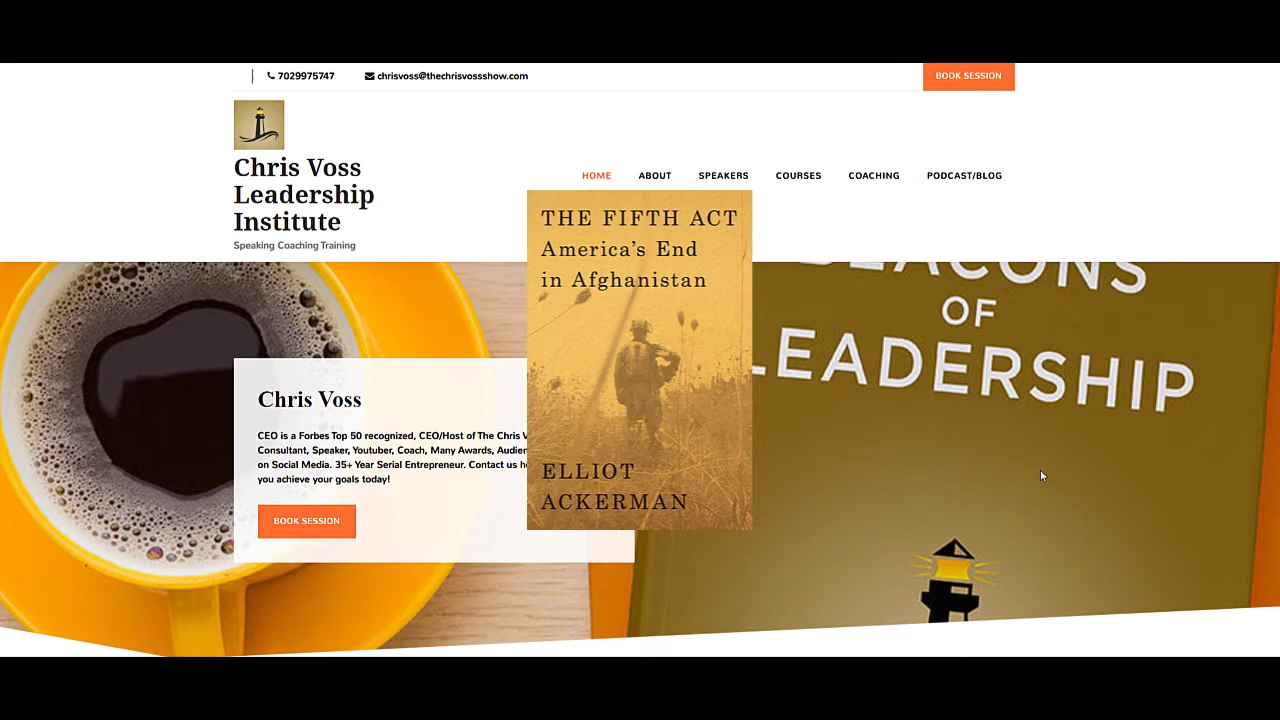 7029975747
chrisvoss@thechrisvossshow.com
BOOK SESSION
Chris Voss
Leadership
Institute
Speaking Coaching Training
HOME ABOUT SPEAKERS COURSES COACHING PODCAST/BLOG
THE FIFTH ACT
America's End
in Afghanistan
ELLIOT
ACKERMAN
BEACONS
OF
LEADERSHIP
Chris Voss
CEO is a Forbes Top 50 recognized, CEO/Host of The Chris
Consultant, Speaker, Youtuber, Coach, Many Awards,
on Social Media. 35+ Year Serial Entrepreneur. Contact us
you achieve your goals today!
BOOK SESSION